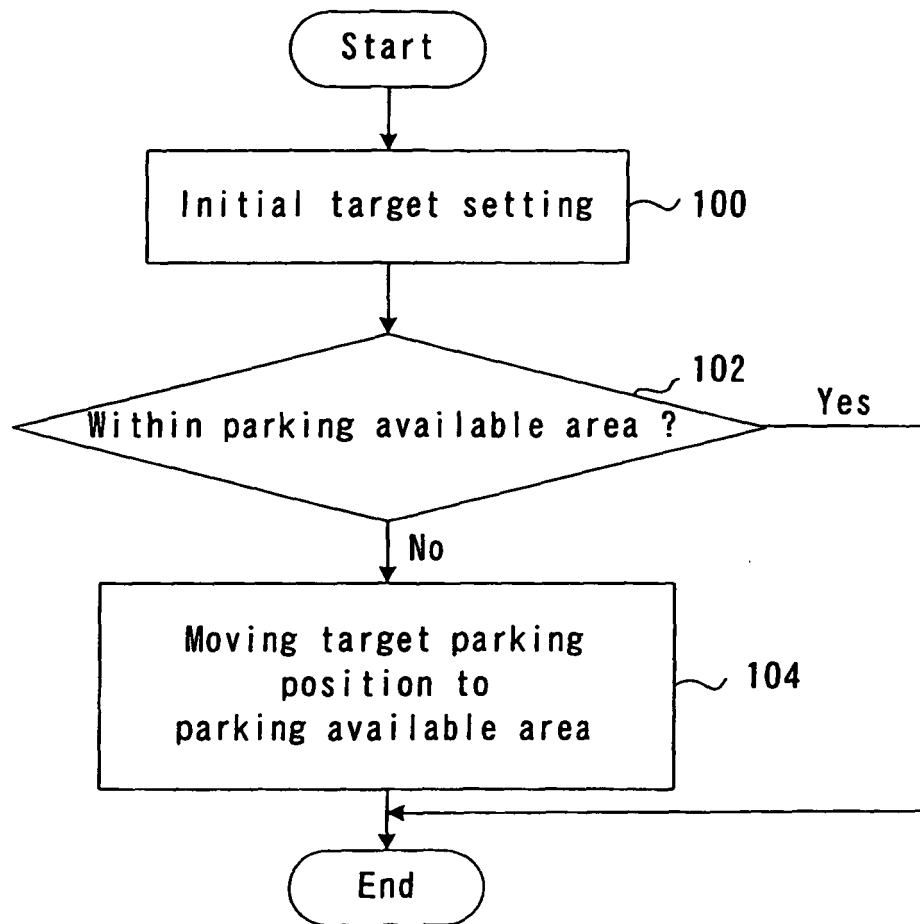 Start
Initial target setting
100
102
Within parking available area ?
Yes
No
Moving target parking
position to
parking available area
104
End